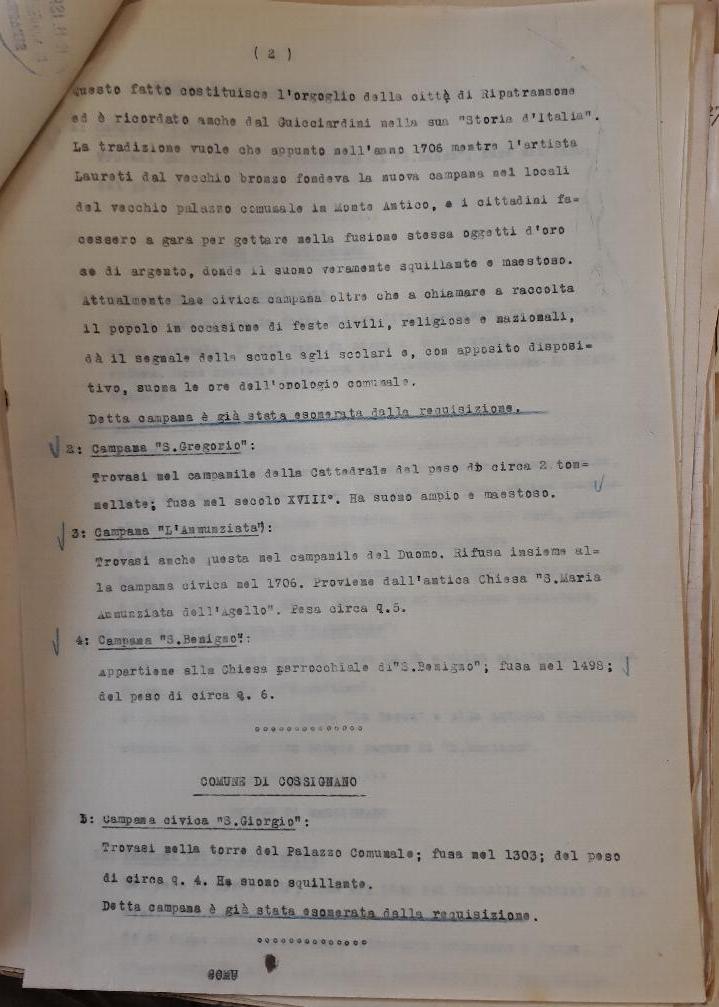 ( 2 )
questo fatto costituisce l'orgoglio della città di Ripatransone
ed è ricordato anche dal Guicciardini nella sua "Storia d'Italia".
La tradizione vuole che appunto nell'anno 1706 mentre l'artista
Laureti dal vecchio bronzo fondeva la nuova campana nei locali
del vecchio palazzo comunale in Monte Antico, e i cittadini fa=
cessero a gara per gettare nella fusione stessa oggetti d'oro
se di argento, donde il suono veramente squillante e maestoso.
Attualmente lae civica campana oltre che a chiamare a raccolta
il popolo in occasione di feste civili, religiose e nazionali,
dà il segnale della scuola agli scolari e, con apposito disposi=
tivo, suona le ore dell'orologio comunale.
Detta campana è già stata esonerata dalla requisizione.
2: Campana "S.Gregorio":
Trovasi nel campanile della Cattedrale del peso di circa 2 ton=
nellate; fusa nel secolo XVIII°. Ha suono ampio e maestoso.
3: Campana "L'Annunziata":
Trovasi anche questa nel campanile del Duomo. Rifusa insieme al=
la campana civica nel 1706. Proviene dall'antica Chiesa "S.Maria
Annunziata dell'Agello". Pesa circa q.5.
4: Campana "S.Benigno":
Appartiene alla Chiesa parrocchiale di"S.Benigno"; fusa nel 1498;
del peso di circa q. 6.
°°°°°°°°°°°°°°
COMUNE DI COSSIGNANO
1: Campana civica "S.Giorgio":
Trovasi nella torre del Palazzo Comunale; fusa nel 1303; del peso
di circa q. 4. Ha suono squillante.
Detta campana è già stata esonerata dalla requisizione.
°°°°°°°°°°°°°°
COMU